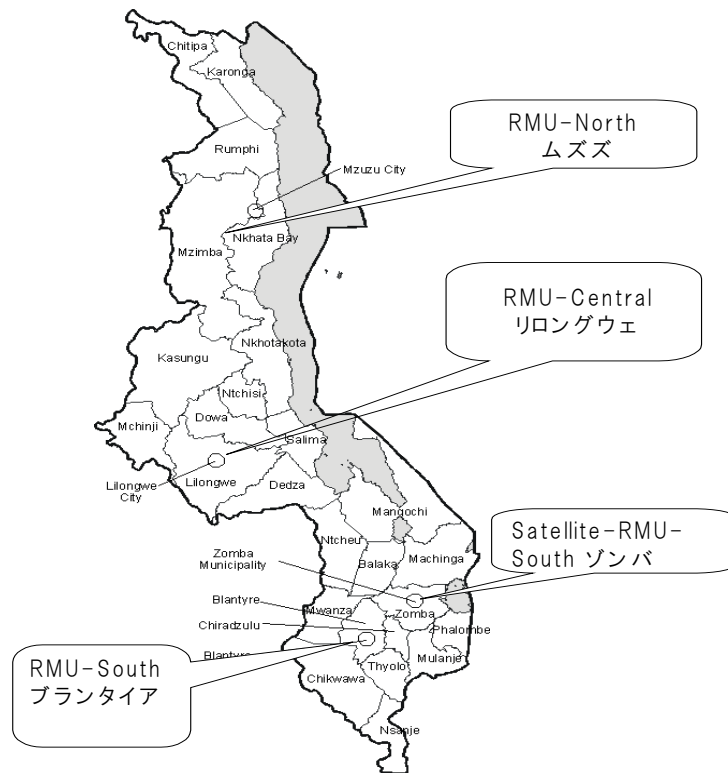 Chitipa
Karonga
RMU-North
ムズズ
Rumphi
Mzuzu City
Nkhata Bay
Mzimba
RMU-Central
リロングウェ
Nkhotakota
Kasungu
Ntchisi
Dowa
Mchinji
Salima
Lilongwe
City
Lilongwe
Dedza
Mangochi
Satellite-RMU-
South ゾンバ
Ntcheu
Zomba
Municipality
Balaka
Machinga
Blantyre
Mwanza
Zomba
Chiradzulu
Phalombe
Blantyre
RMU-South
ブランタイア
Thyolo
Mulanje
Chikwawa
Nsanje